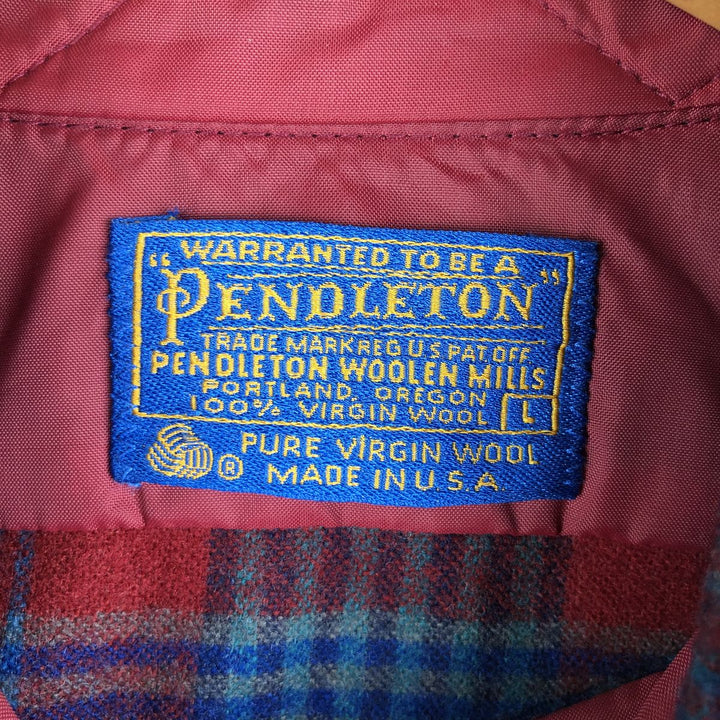 WARRANTED TO BE A
"PENDLETON"
TRADE MARK REG U S PAT. OFF.
PENDLETON WOOLEN MILLS
PORTLAND, OREGON
100% VIRGIN WOOL L
® PURE VIRGIN WOOL
MADE IN U.S.A.